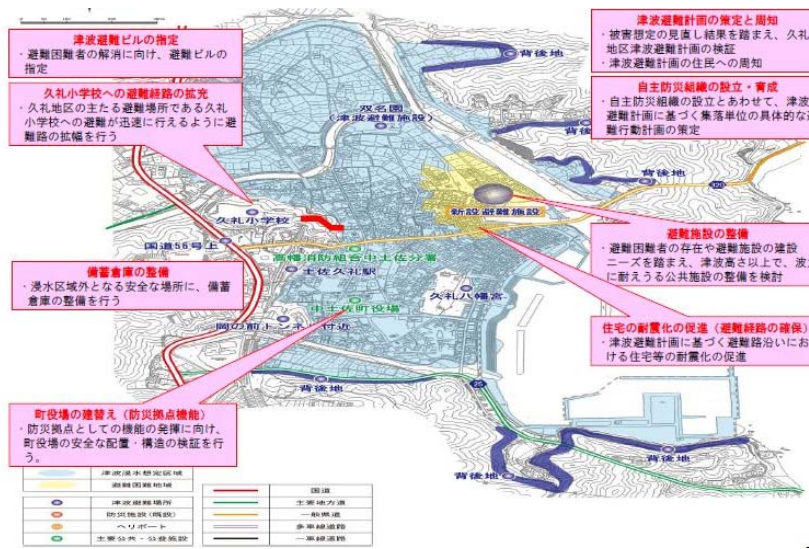 津波避難ビルの指定
・避難困難者の解消に向け、避難ビルの
指定
久礼小学校への避難経路の拡充
・久礼地区の主たる避難場所である久礼
小学校への避難が迅速に行えるように避
難路の拡幅を行う
津波避難計画の策定と周知
・被害想定の見直し結果を踏まえ、久礼
地区津波避難計画の検証
・津波避難計画の住民への周知
自主防災組織の設立・育成
・自主防災組織の設立とあわせて、津波
避難計画に基づく集落単位の具体的な避
難行動計画の策定
背後地
双名園
(津波避難施設)
背後地
背後地
320
新設避難施設
久礼小学校
国道56号上
高幡消防組合中土佐分署
土佐久礼駅
久礼八幡宮
中土佐町役場
岡の前トンネル付近
避難施設の整備
・避難困難者の存在や避難施設の建設
ニーズを踏まえ、津波高さ以上で、波力
に耐えうる公共施設の整備を検討
備蓄倉庫の整備
・浸水区域外となる安全な場所に、備蓄
倉庫の整備を行う
住宅の耐震化の促進(避難経路の確保)
・津波避難計画に基づく避難路沿いにお
ける住宅等の耐震化の促進
背後地
25
町役場の建替え(防災拠点機能)
・防災拠点としての機能の発揮に向け、
町役場の安全な配置・構造の検証を行
う。
背後地
背後地
津波浸水想定区域
避難困難地域
津波避難場所
防災施設(既設)
ヘリポート
主要公共・公益施設
国道
主要地方道
一般県道
多車線道路
一車線道路